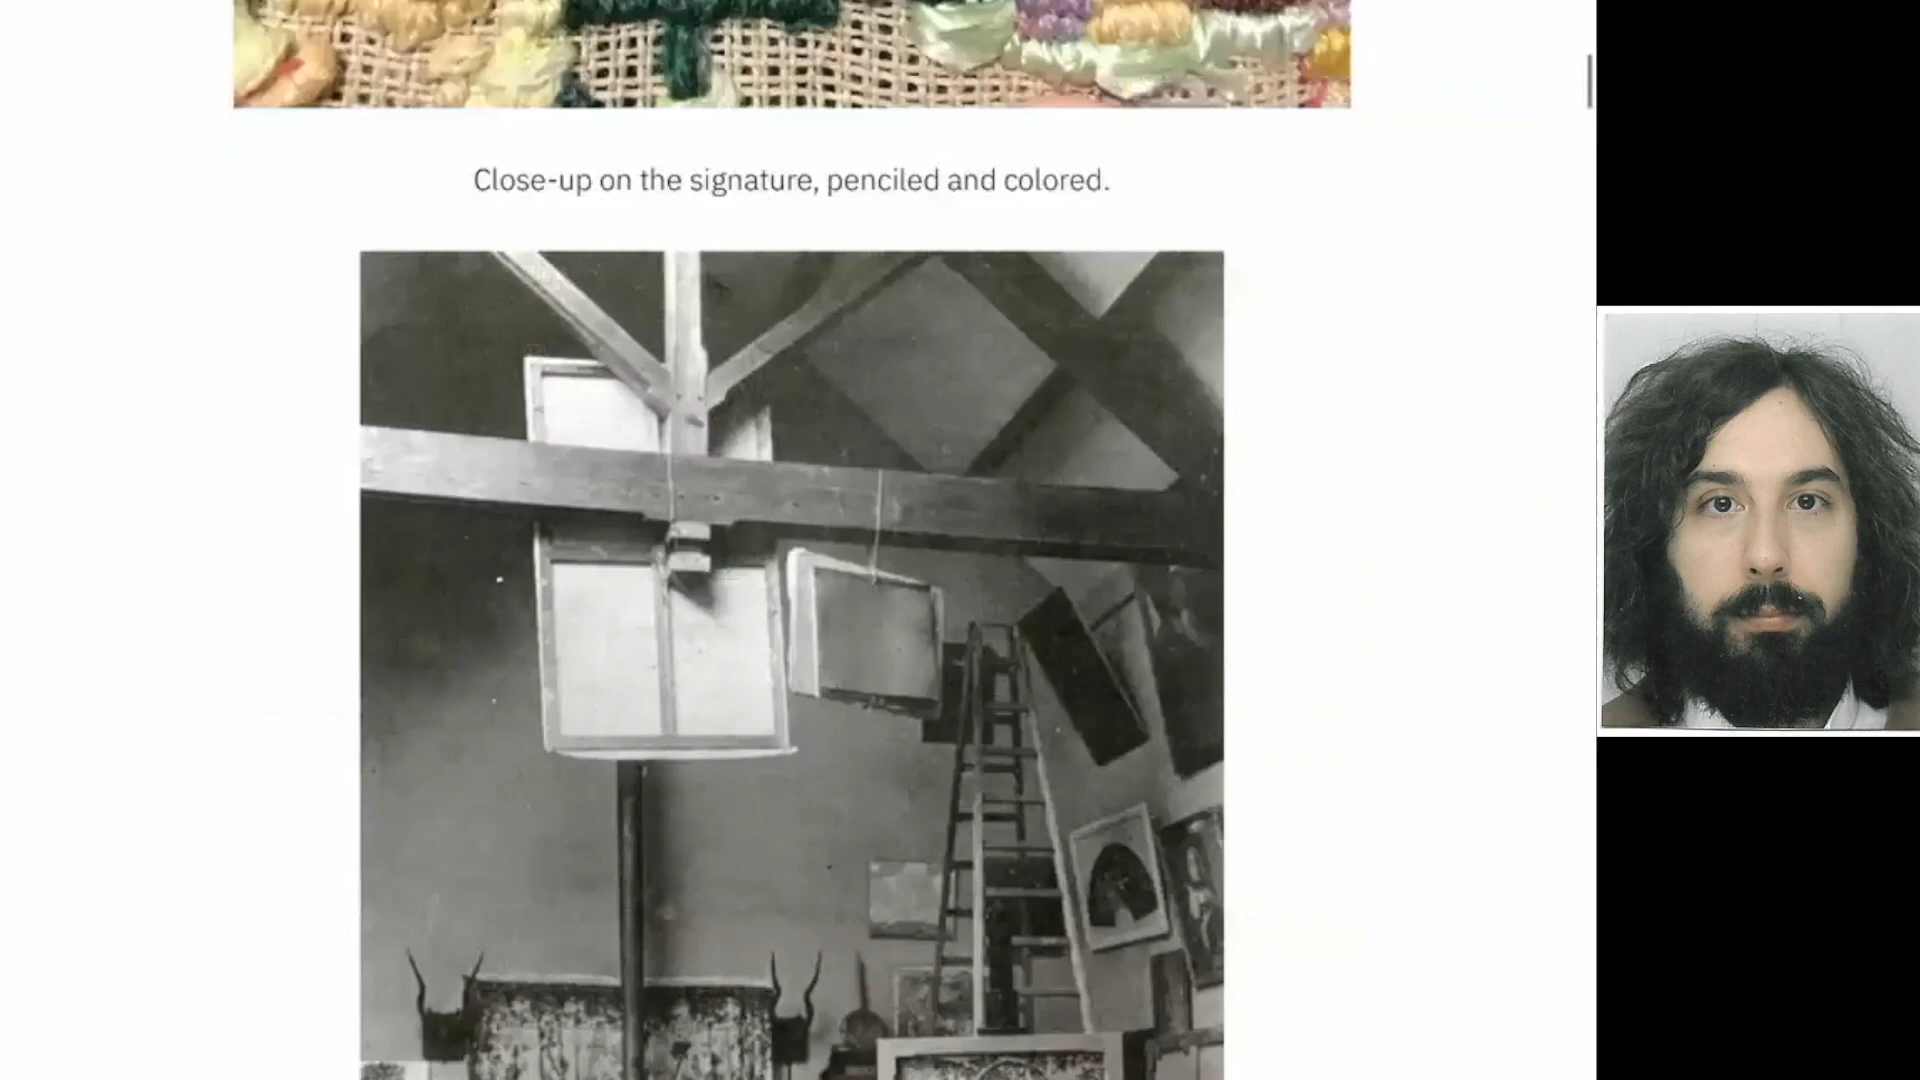 Close-up on the signature, penciled and colored.